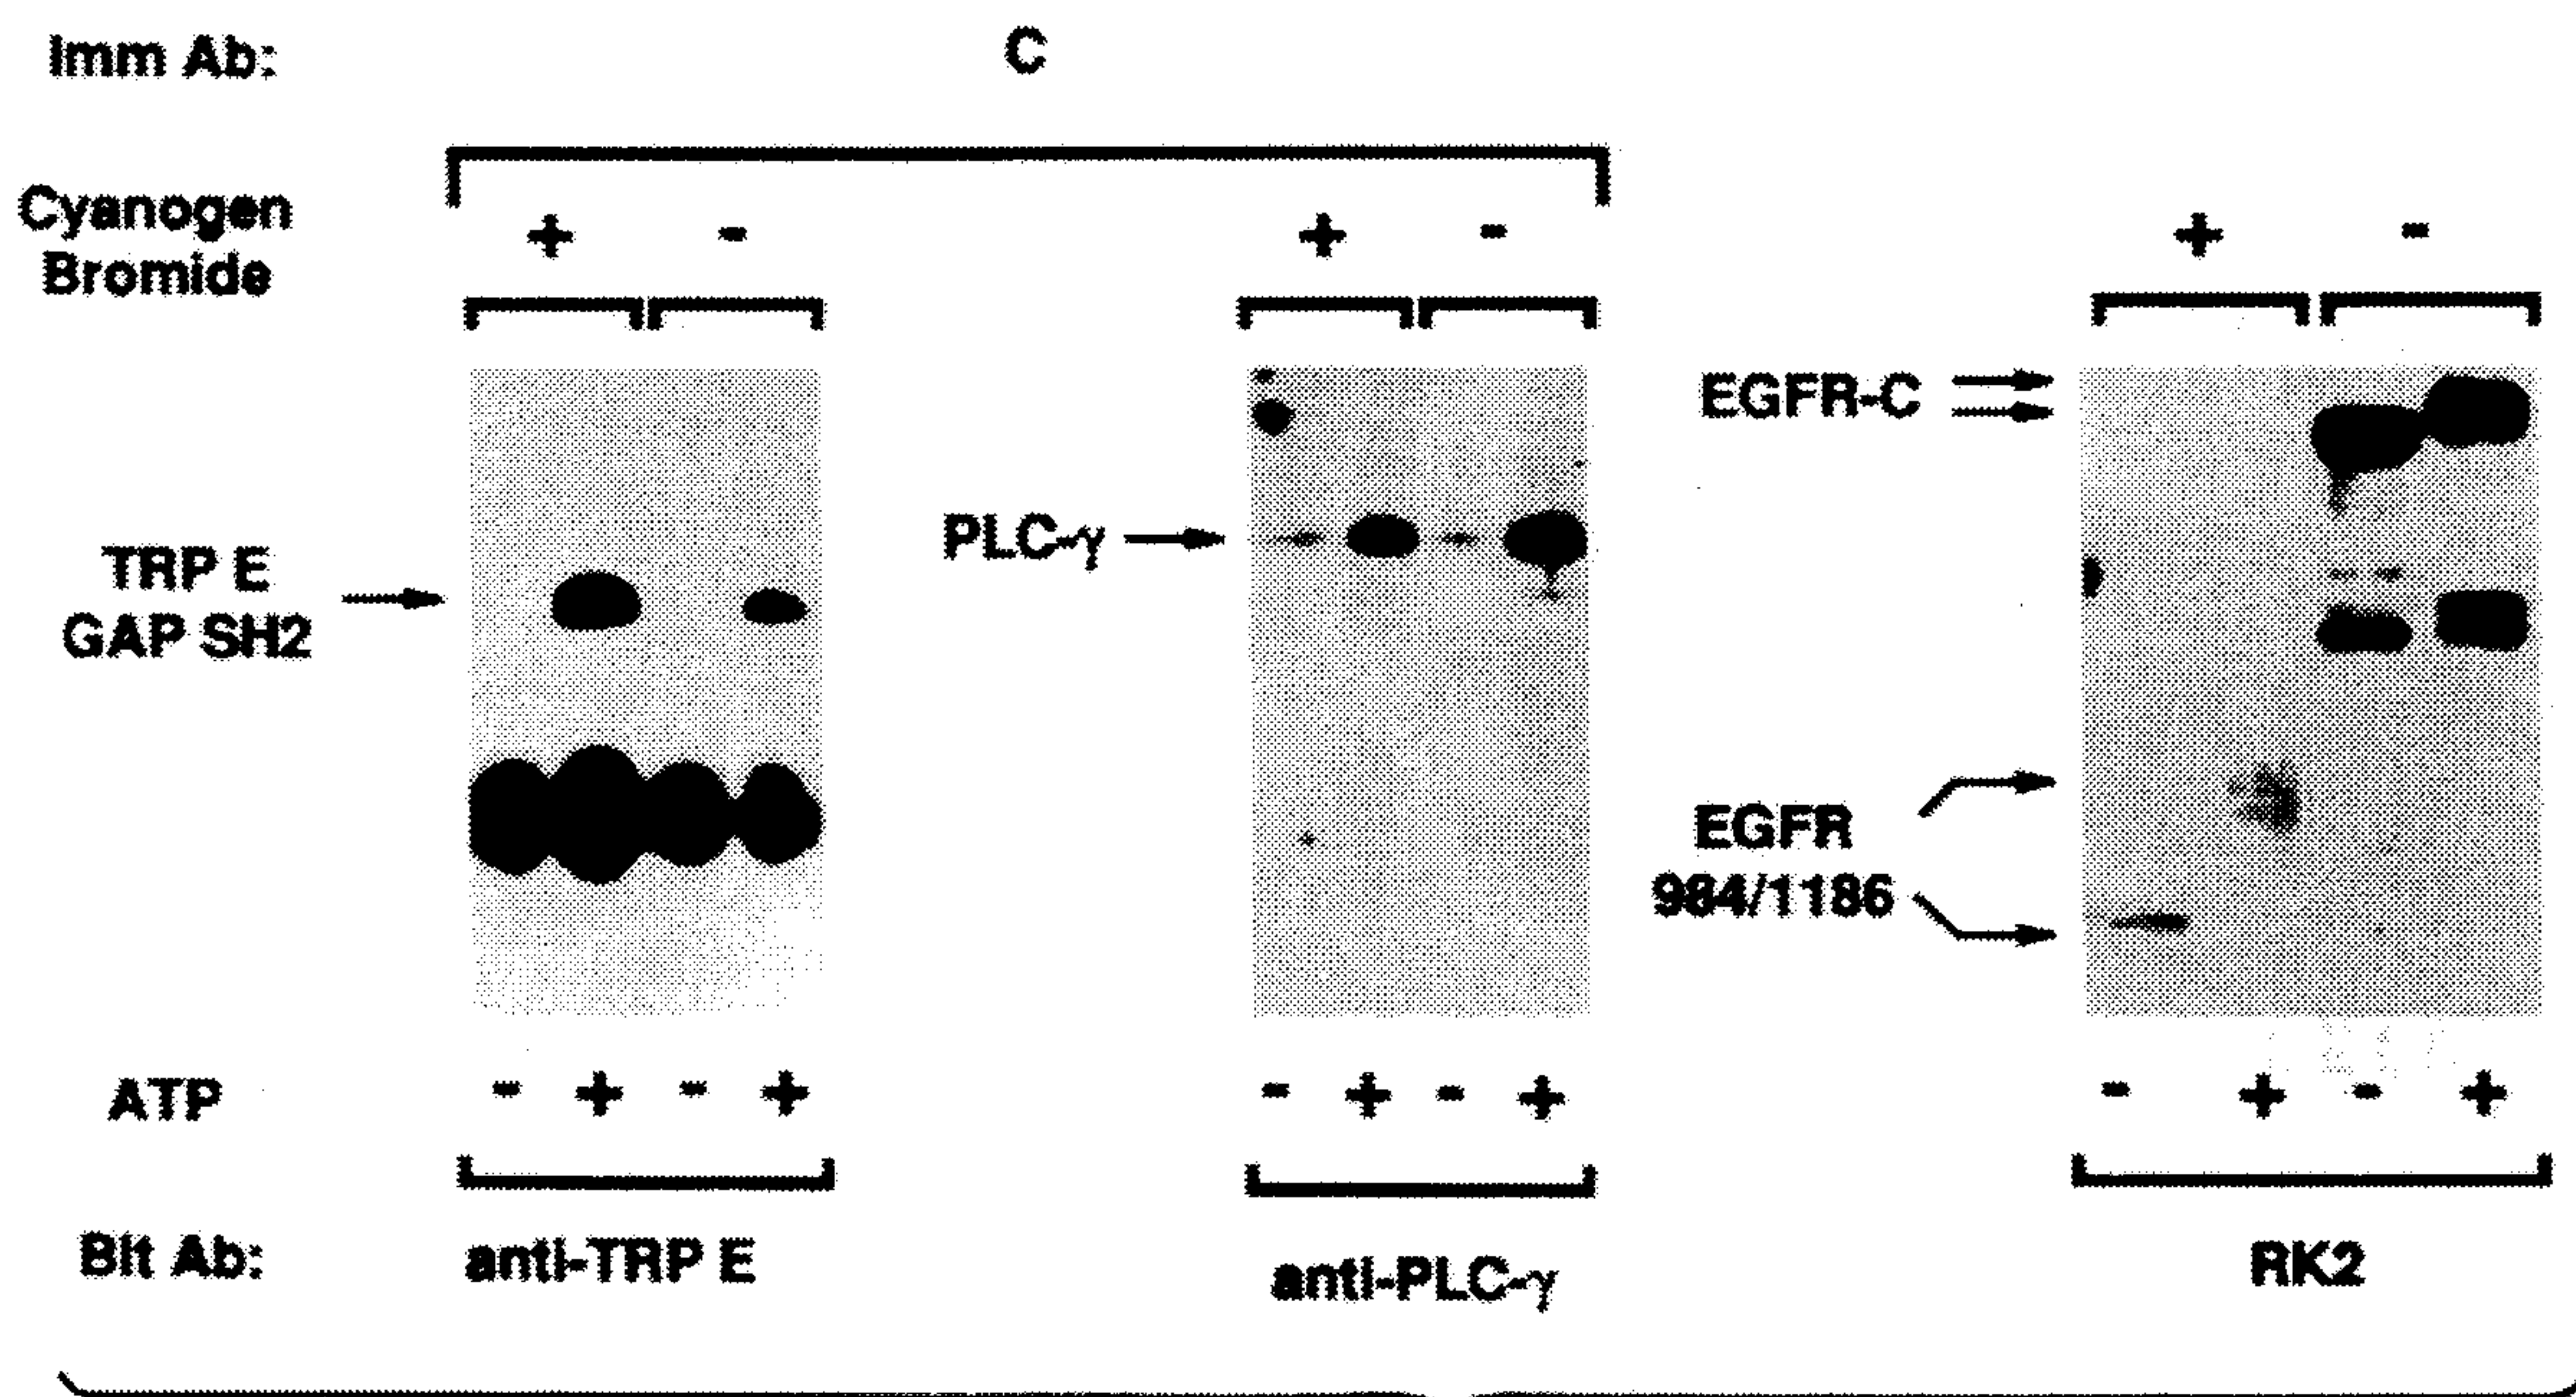 Imm Ab: C
Cyanogen
Bromide
+ - + - + -
EGFR-C
PLC-γ
TRP E
GAP SH2
EGFR
984/1186
ATP - + - + - + - + - + - +
Blt Ab: anti-TRP E anti-PLC-γ RK2